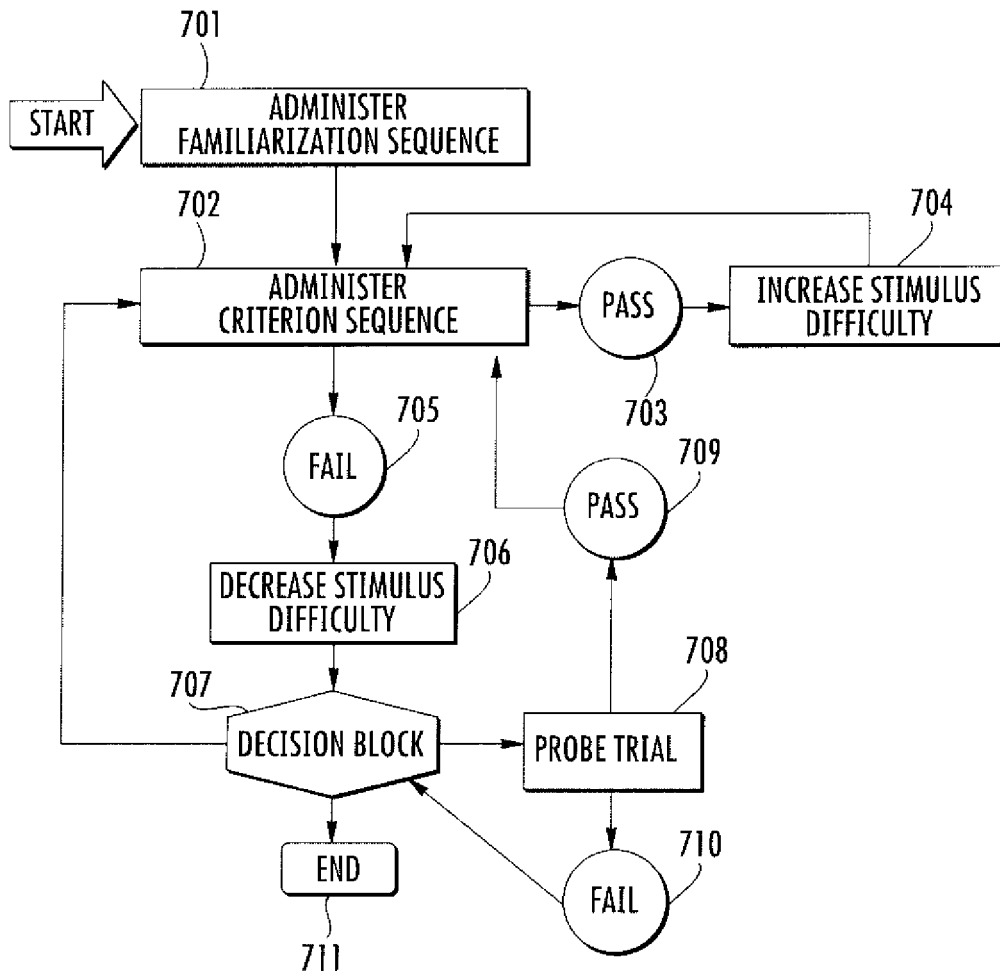 701
START
ADMINISTER
FAMILIARIZATION SEQUENCE
702
704
ADMINISTER
CRITERION SEQUENCE
PASS
INCREASE STIMULUS
DIFFICULTY
703
705
FAIL
709
PASS
706
DECREASE STIMULUS
DIFFICULTY
708
707
DECISION BLOCK
PROBE TRIAL
END
710
FAIL
711